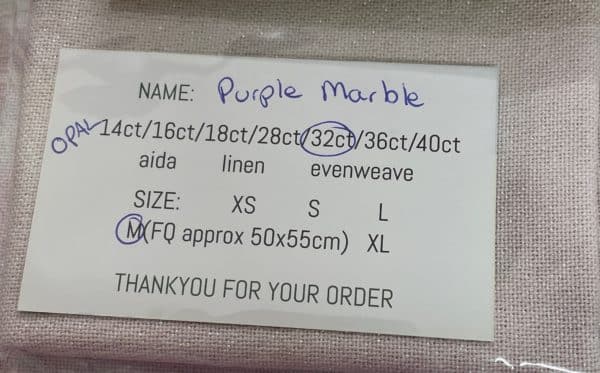 NAME: Purple Marble
OPAL 14ct/16ct/18ct/28ct/32ct/36ct/40ct
aida linen evenweave
SIZE: XS S L
M(FQ approx 50x55cm) XL
THANKYOU FOR YOUR ORDER